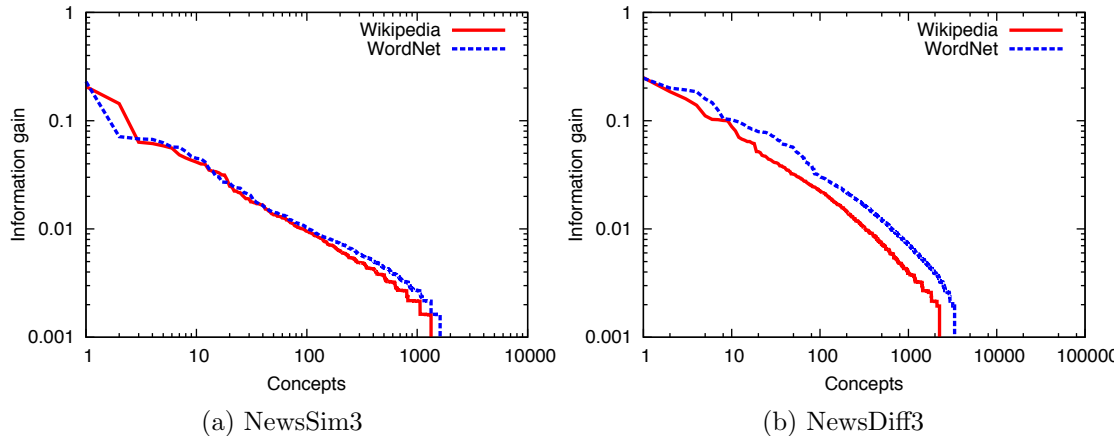 1
0.1
0.01
0.001
Information gain
Wikipedia
WordNet
1
10
100
1000
10000
Concepts
(a) NewsSim3
1
0.1
0.01
0.001
Information gain
Wikipedia
WordNet
1
10
100
1000
10000
100000
Concepts
(b) NewsDiff3